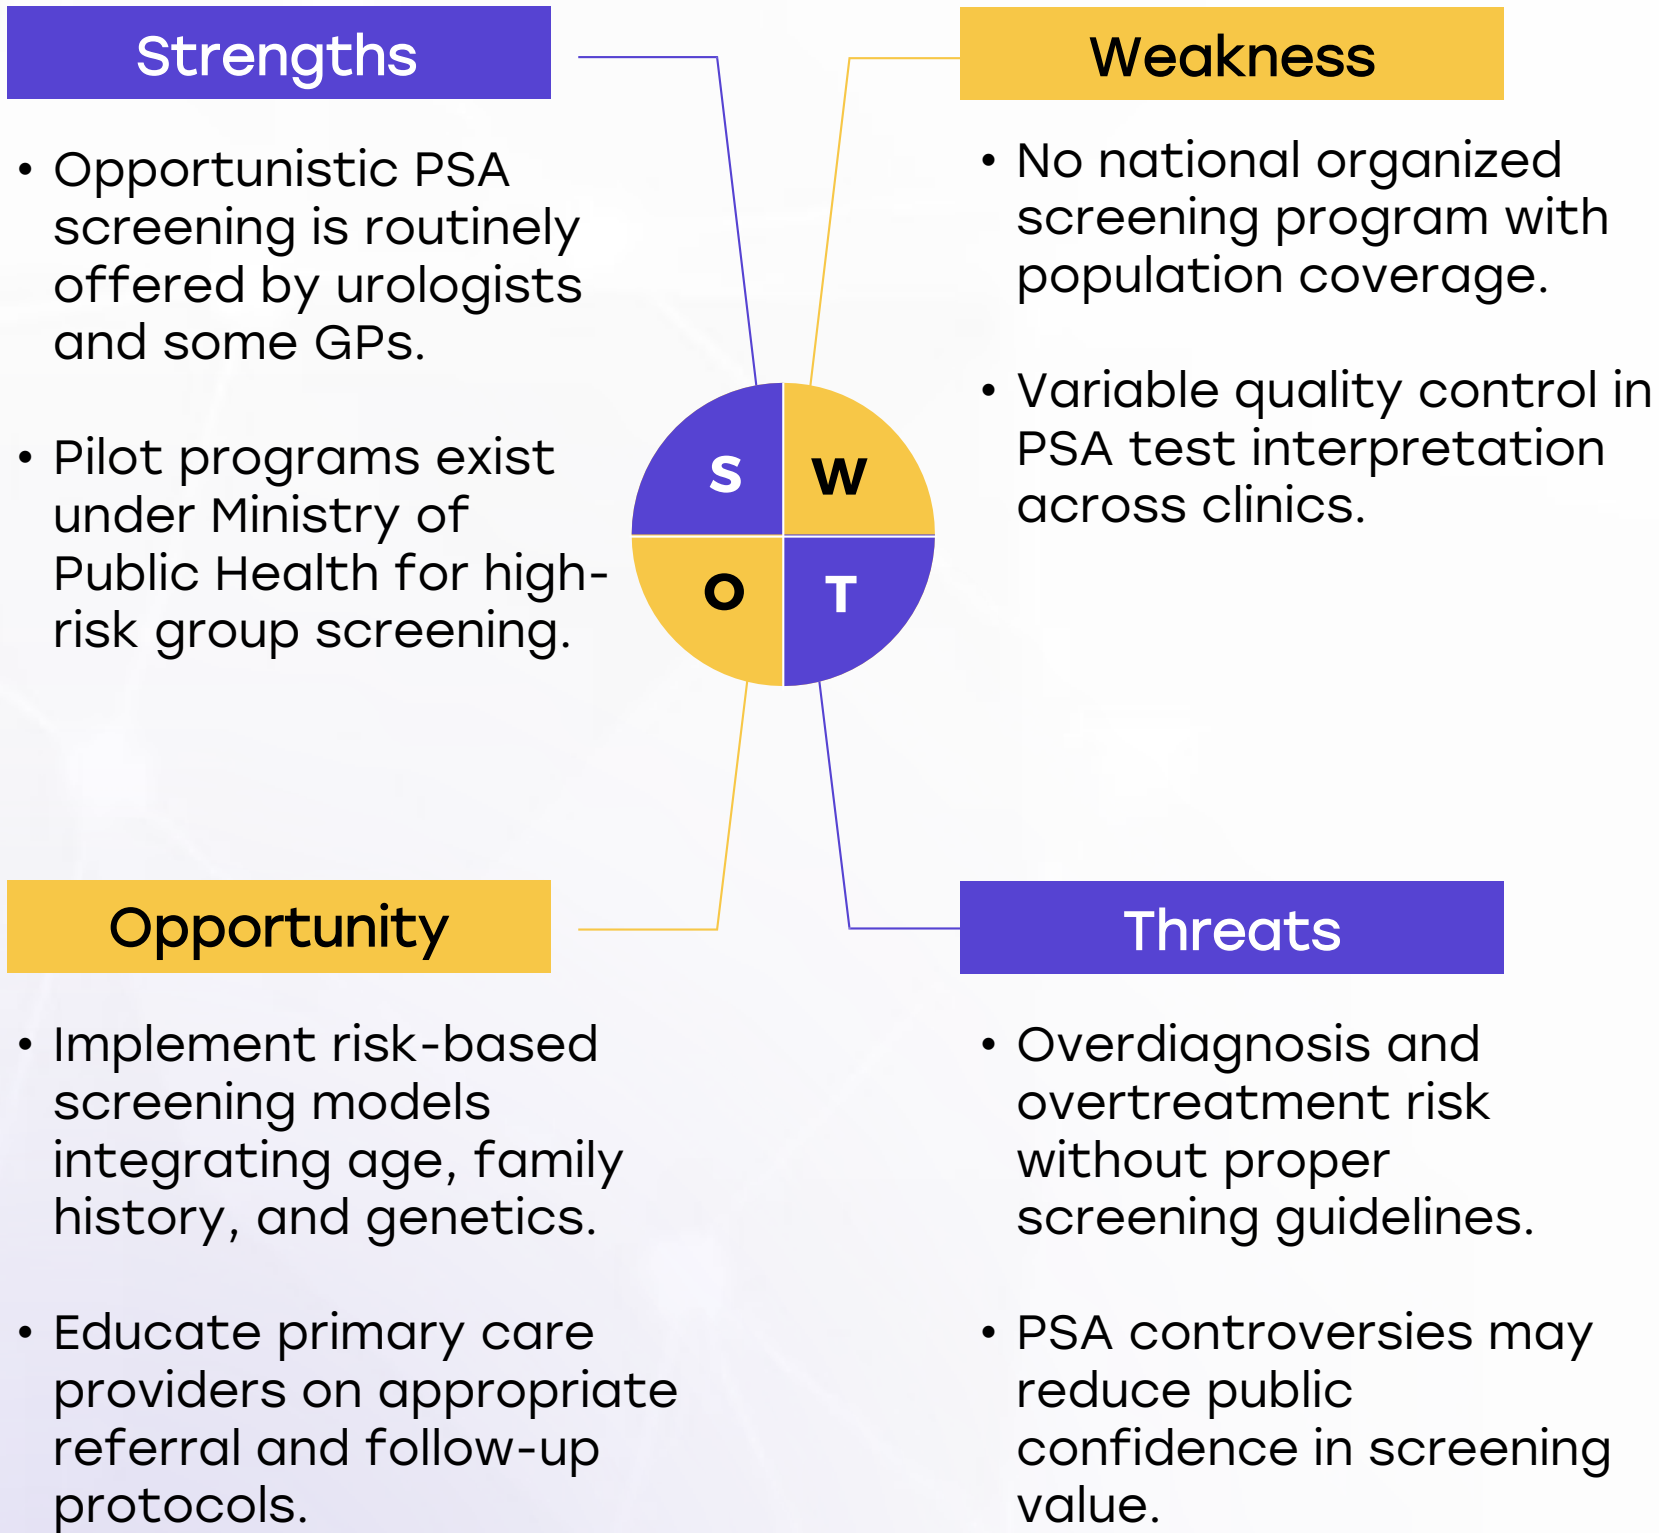 Strengths
• Opportunistic PSA
screening is routinely
offered by urologists
and some GPs.
• Pilot programs exist
under Ministry of
Public Health for high-
risk group screening.
Weakness
• No national organized
screening program with
population coverage.
• Variable quality control in
PSA test interpretation
across clinics.
S
W
O
T
Opportunity
• Implement risk-based
screening models
integrating age, family
history, and genetics.
• Educate primary care
providers on appropriate
referral and follow-up
protocols.
Threats
• Overdiagnosis and
overtreatment risk
without proper
screening guidelines.
• PSA controversies may
reduce public
confidence in screening
value.